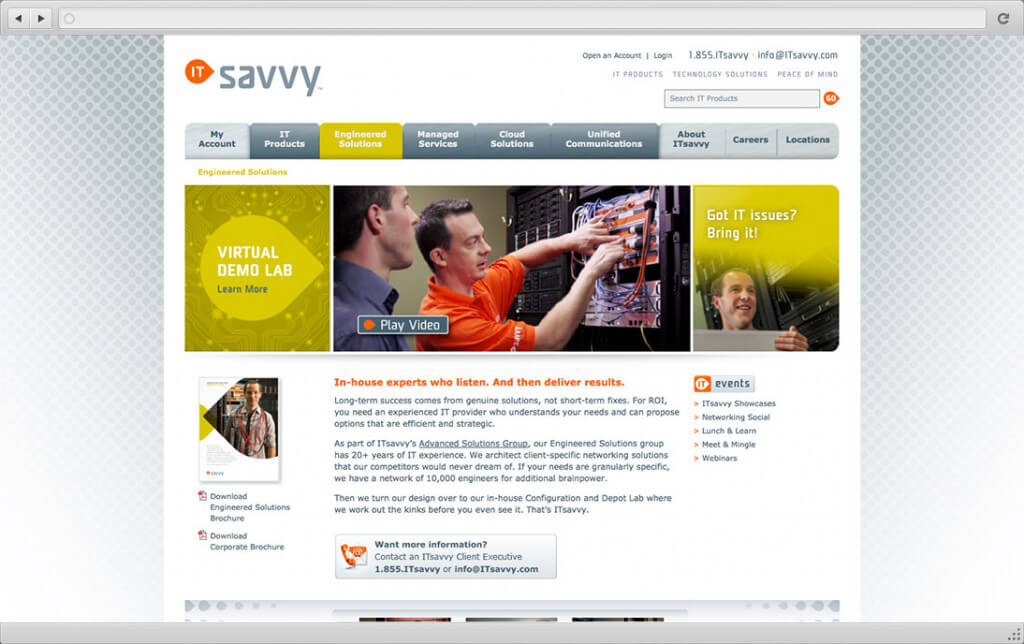 Open an Account | Login 1.855.ITsavvy · info@ITsavvy.com
IT savvy™
IT PRODUCTS TECHNOLOGY SOLUTIONS PEACE OF MIND
Search IT Products GO
My Account
IT Products
Engineered Solutions
Managed Services
Cloud Solutions
Unified Communications
About ITsavvy
Careers
Locations
Engineered Solutions
VIRTUAL
DEMO LAB
Learn More
Play Video
Got IT issues?
Bring it!
Download
Engineered Solutions
Brochure
Download
Corporate Brochure
In-house experts who listen. And then deliver results.
Long-term success comes from genuine solutions, not short-term fixes. For ROI,
you need an experienced IT provider who understands your needs and can propose
options that are efficient and strategic.
As part of ITsavvy's Advanced Solutions Group, our Engineered Solutions group
has 20+ years of IT experience. We architect client-specific networking solutions
that our competitors would never dream of. If your needs are granularly specific,
we have a network of 10,000 engineers for additional brainpower.
Then we turn our design over to our in-house Configuration and Depot Lab where
we work out the kinks before you even see it. That's ITsavvy.
Want more information?
Contact an ITsavvy Client Executive
1.855.ITsavvy or info@ITsavvy.com
IT events
> ITsavvy Showcases
> Networking Social
> Lunch & Learn
> Meet & Mingle
> Webinars